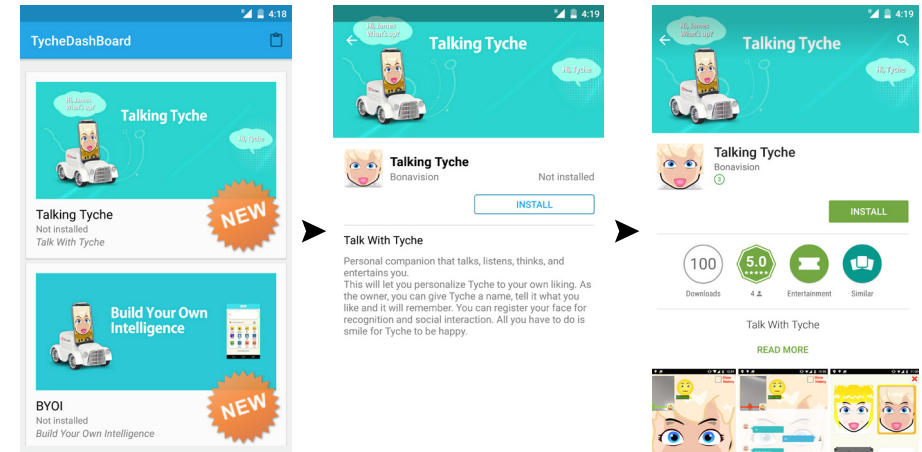 4:18
TycheDashBoard
Hi, James
What's up?
Talking Tyche
Hi, Tyche
Talking Tyche
Not installed
Talk With Tyche
NEW
Build Your Own
Intelligence
BYOI
Not installed
Build Your Own Intelligence
NEW
4:19
Hi, James
What's up?
Talking Tyche
Hi, Tyche
Talking Tyche
Bonavision
Not installed
INSTALL
Talk With Tyche
Personal companion that talks, listens, thinks, and
entertains you.
This will let you personalize Tyche to your own liking. As
the owner, you can give Tyche a name, tell it what you
like and it will remember. You can register your face for
recognition and social interaction. All you have to do is
smile for Tyche to be happy.
4:19
Hi, James
What's up?
Talking Tyche
Hi, Tyche
Talking Tyche
Bonavision
3
INSTALL
100
5.0
Downloads
4
Entertainment
Similar
Talk With Tyche
READ MORE